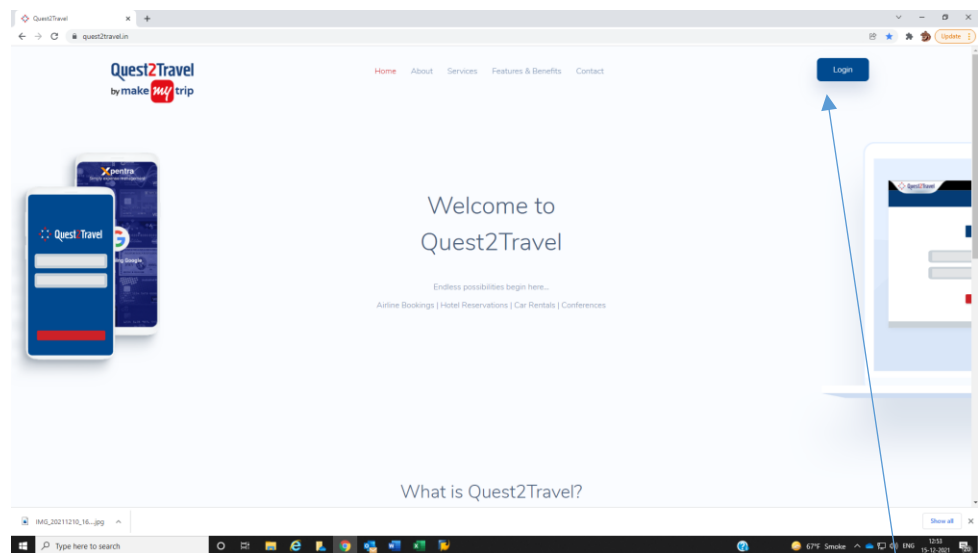 Quest2Travel
quest2travel.in
Update
Quest2Travel
by make my trip
Home About Services Features & Benefits Contact
Login
Xpentra
Quest2Travel
Quest2Travel
Welcome to
Quest2Travel
Endless possibilities begin here...
Airline Bookings | Hotel Reservations | Car Rentals | Conferences
What is Quest2Travel?
IMG_20211210_16....jpg
Show all
Type here to search
67°F Smoke
ENG
12:53
15-12-2021